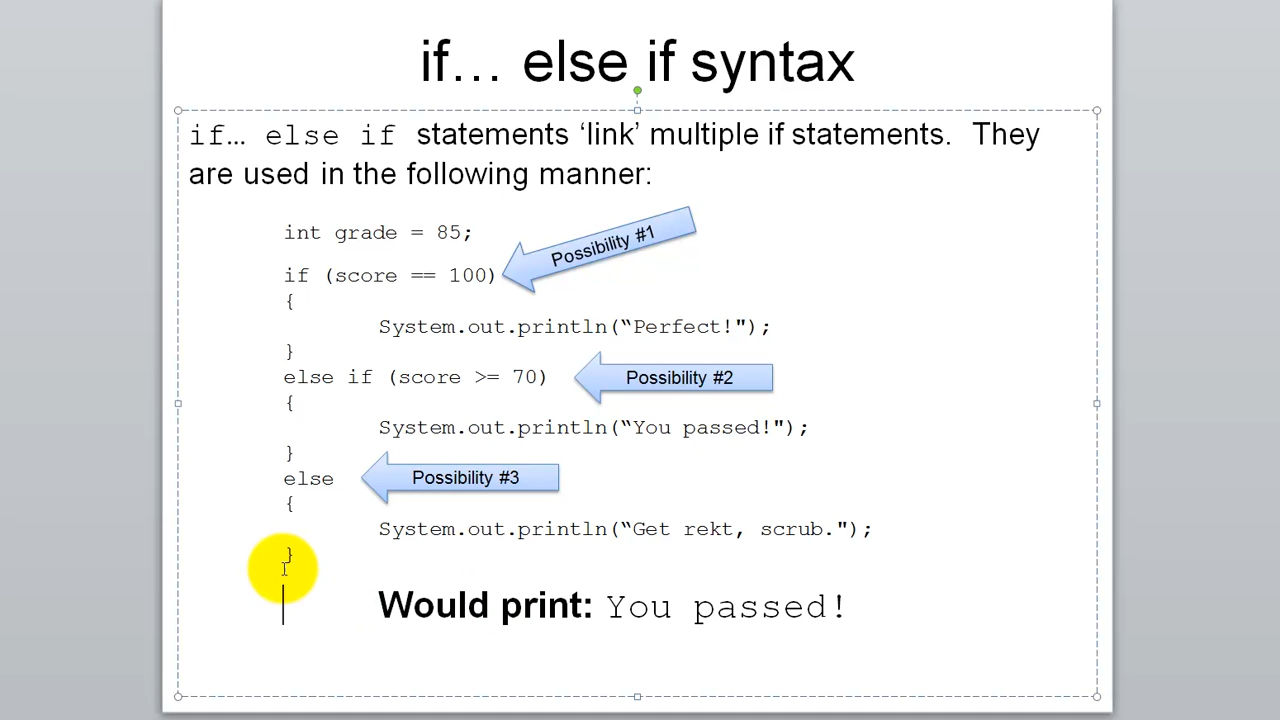 if… else if syntax
if… else if statements ‘link’ multiple if statements.  They
are used in the following manner:
int grade = 85;
Possibility #1
if (score == 100)
{
System.out.println(“Perfect!");
}
else if (score >= 70)
Possibility #2
{
System.out.println(“You passed!");
}
else
Possibility #3
{
System.out.println(“Get rekt, scrub.");
}
Would print: You passed!